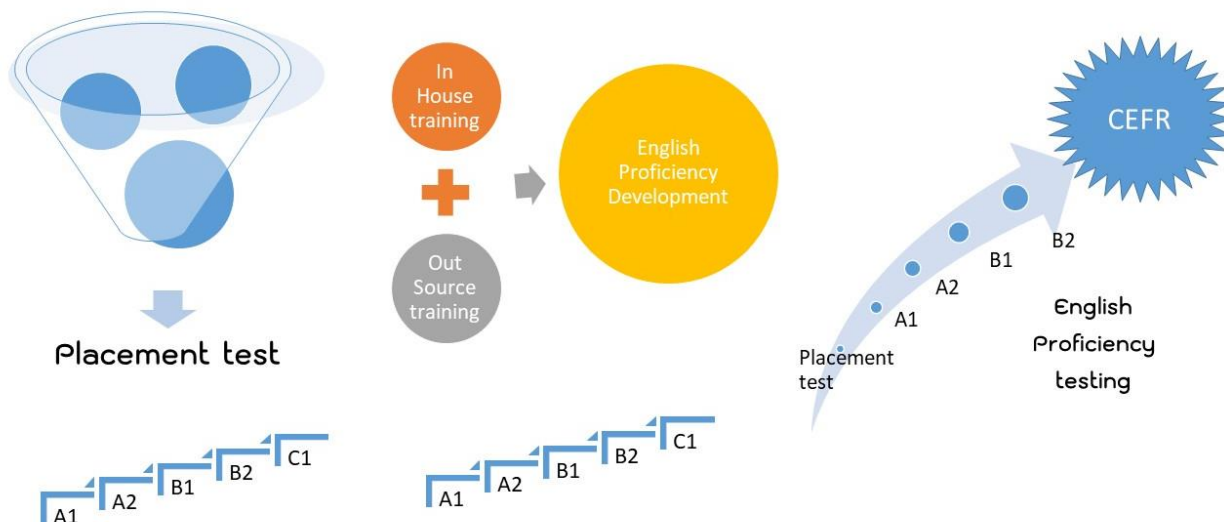 Placement test
A1
A2
B1
B2
C1
In
House
training
Out
Source
training
English
Proficiency
Development
A1
A2
B1
B2
C1
CEFR
B2
B1
A2
A1
Placement
test
English
Proficiency
testing